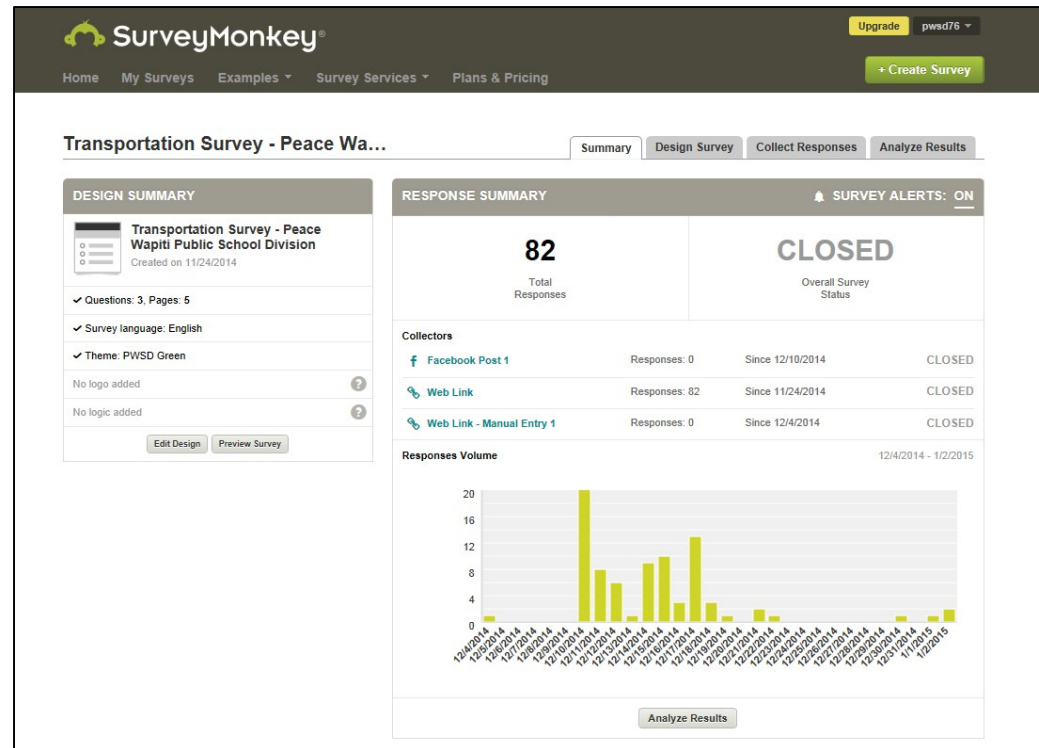 SurveyMonkey®
Upgrade
pwsd76
Home My Surveys Examples Survey Services Plans & Pricing
+ Create Survey
Transportation Survey - Peace Wa...
Summary Design Survey Collect Responses Analyze Results
DESIGN SUMMARY
Transportation Survey - Peace
Wapiti Public School Division
Created on 11/24/2014
Questions: 3, Pages: 5
Survey language: English
Theme: PWSD Green
No logo added ?
No logic added ?
Edit Design Preview Survey
RESPONSE SUMMARY SURVEY ALERTS: ON
82
Total
Responses
CLOSED
Overall Survey
Status
Collectors
Facebook Post 1 Responses: 0 Since 12/10/2014 CLOSED
Web Link Responses: 82 Since 11/24/2014 CLOSED
Web Link - Manual Entry 1 Responses: 0 Since 12/4/2014 CLOSED
Responses Volume 12/4/2014 - 1/2/2015
20
16
12
8
4
0
12/4/2014
12/5/2014
12/6/2014
12/7/2014
12/8/2014
12/9/2014
12/10/2014
12/11/2014
12/12/2014
12/13/2014
12/14/2014
12/15/2014
12/16/2014
12/17/2014
12/18/2014
12/19/2014
12/20/2014
12/21/2014
12/22/2014
12/23/2014
12/24/2014
12/25/2014
12/26/2014
12/27/2014
12/28/2014
12/29/2014
12/30/2014
12/31/2014
1/1/2015
1/2/2015
Analyze Results